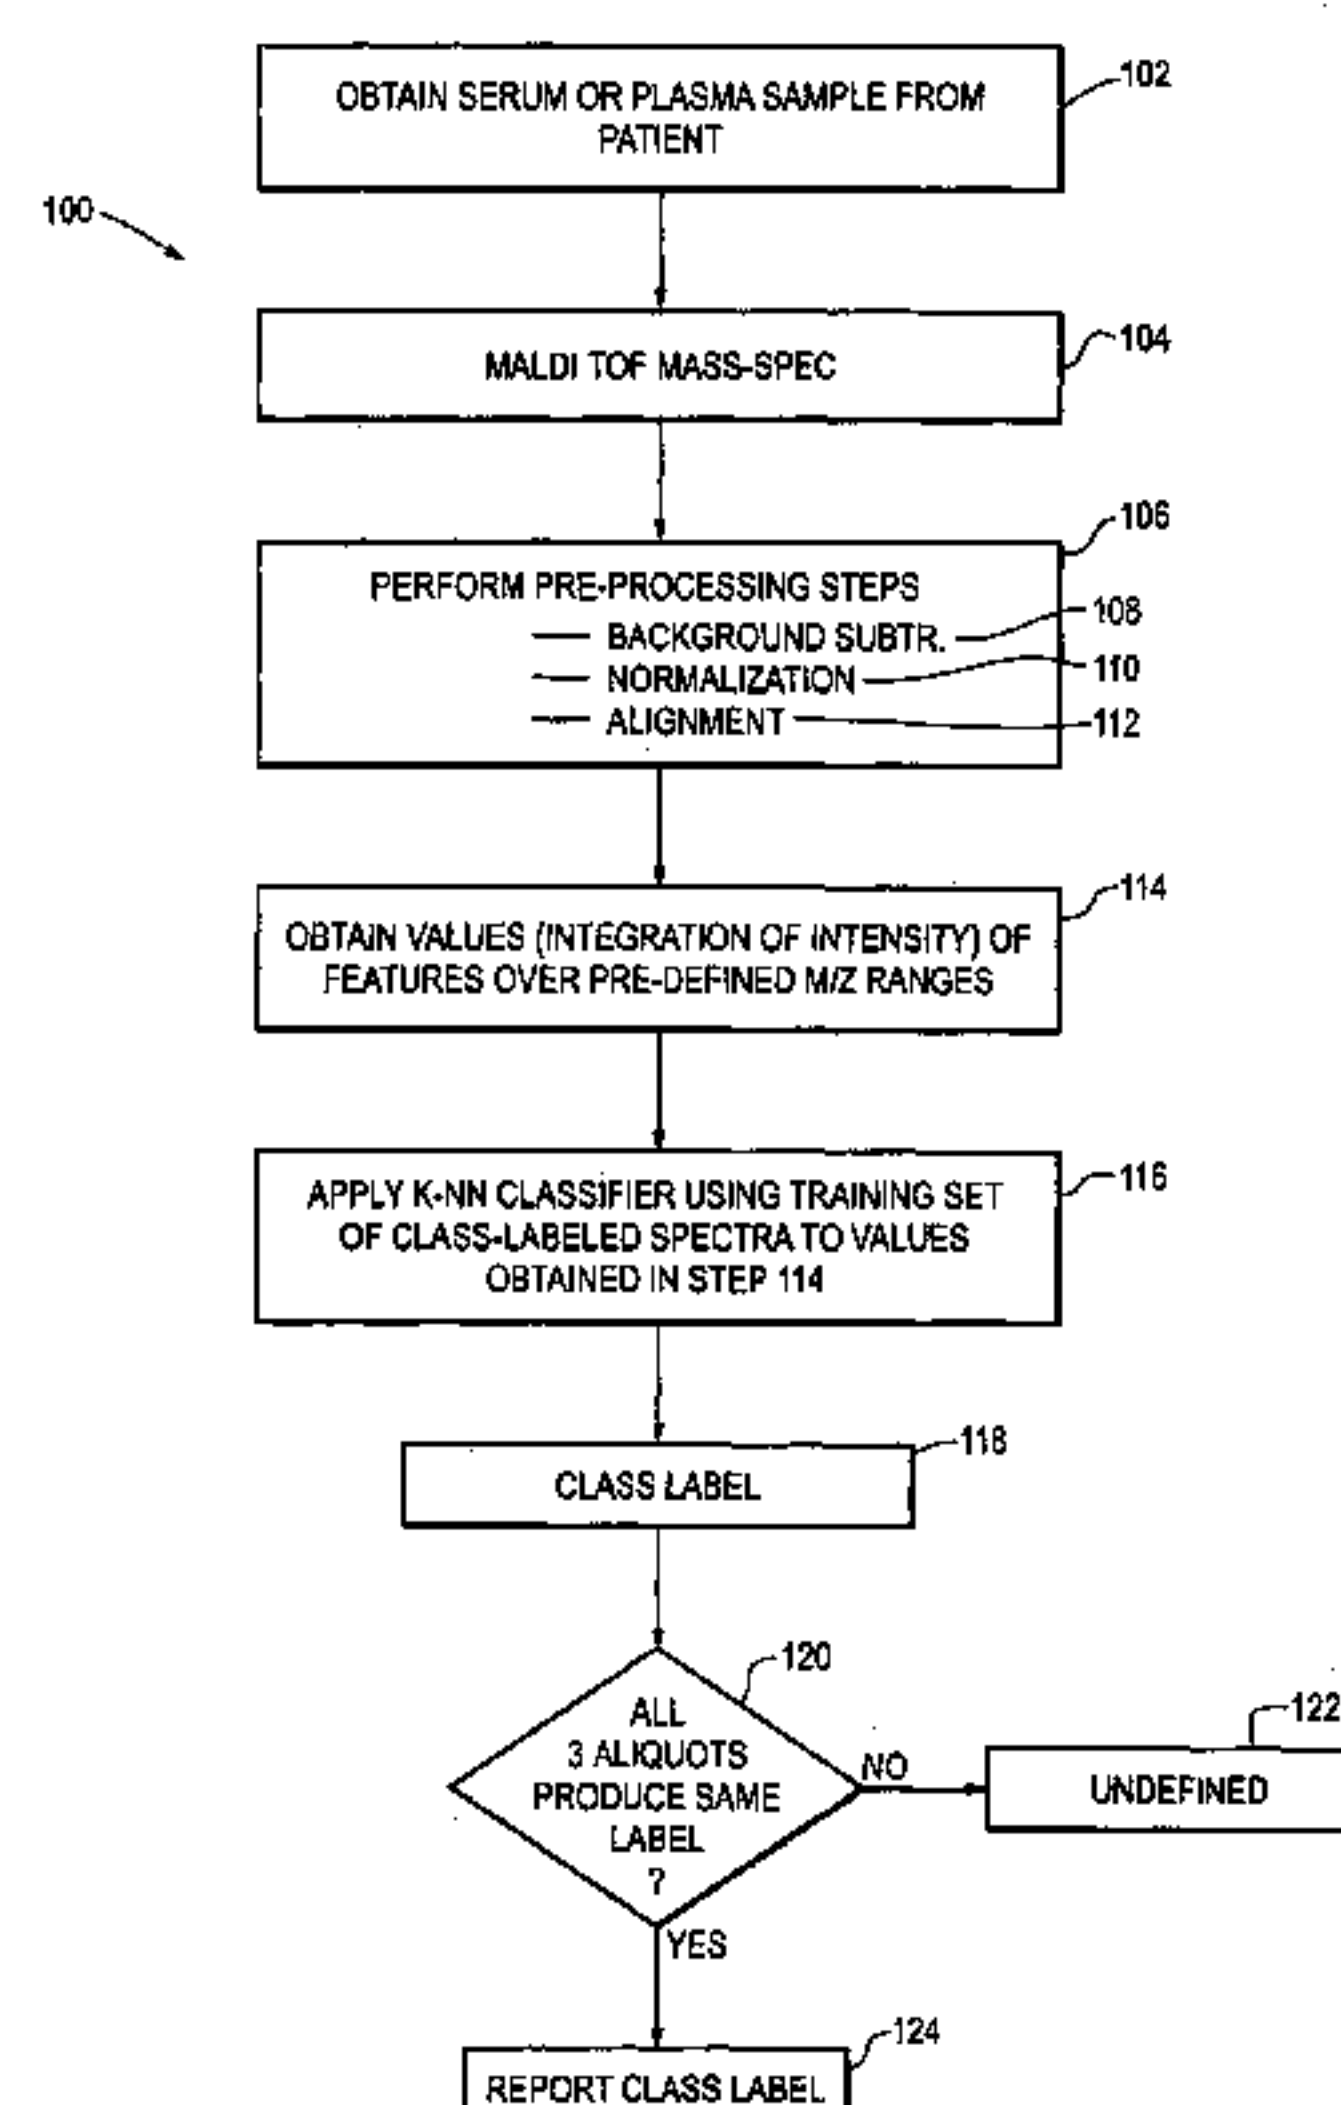 OBTAIN SERUM OR PLASMA SAMPLE FROM
PATIENT
102
100
MALDI TOF MASS-SPEC
104
106
PERFORM PRE-PROCESSING STEPS
— BACKGROUND SUBTR.
108
— NORMALIZATION
110
— ALIGNMENT
112
114
OBTAIN VALUES (INTEGRATION OF INTENSITY) OF
FEATURES OVER PRE-DEFINED M/Z RANGES
116
APPLY K-NN CLASSIFIER USING TRAINING SET
OF CLASS-LABELED SPECTRA TO VALUES
OBTAINED IN STEP 114
118
CLASS LABEL
120
ALL
3 ALIQUOTS
PRODUCE SAME
LABEL
?
NO
122
UNDEFINED
YES
124
REPORT CLASS LABEL